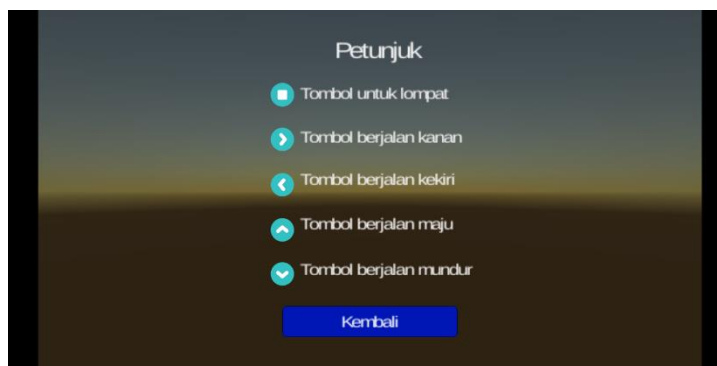 Petunjuk
Tombol untuk lompat
Tombol berjalan kanan
Tombol berjalan kekiri
Tombol berjalan maju
Tombol berjalan mundur
Kembali